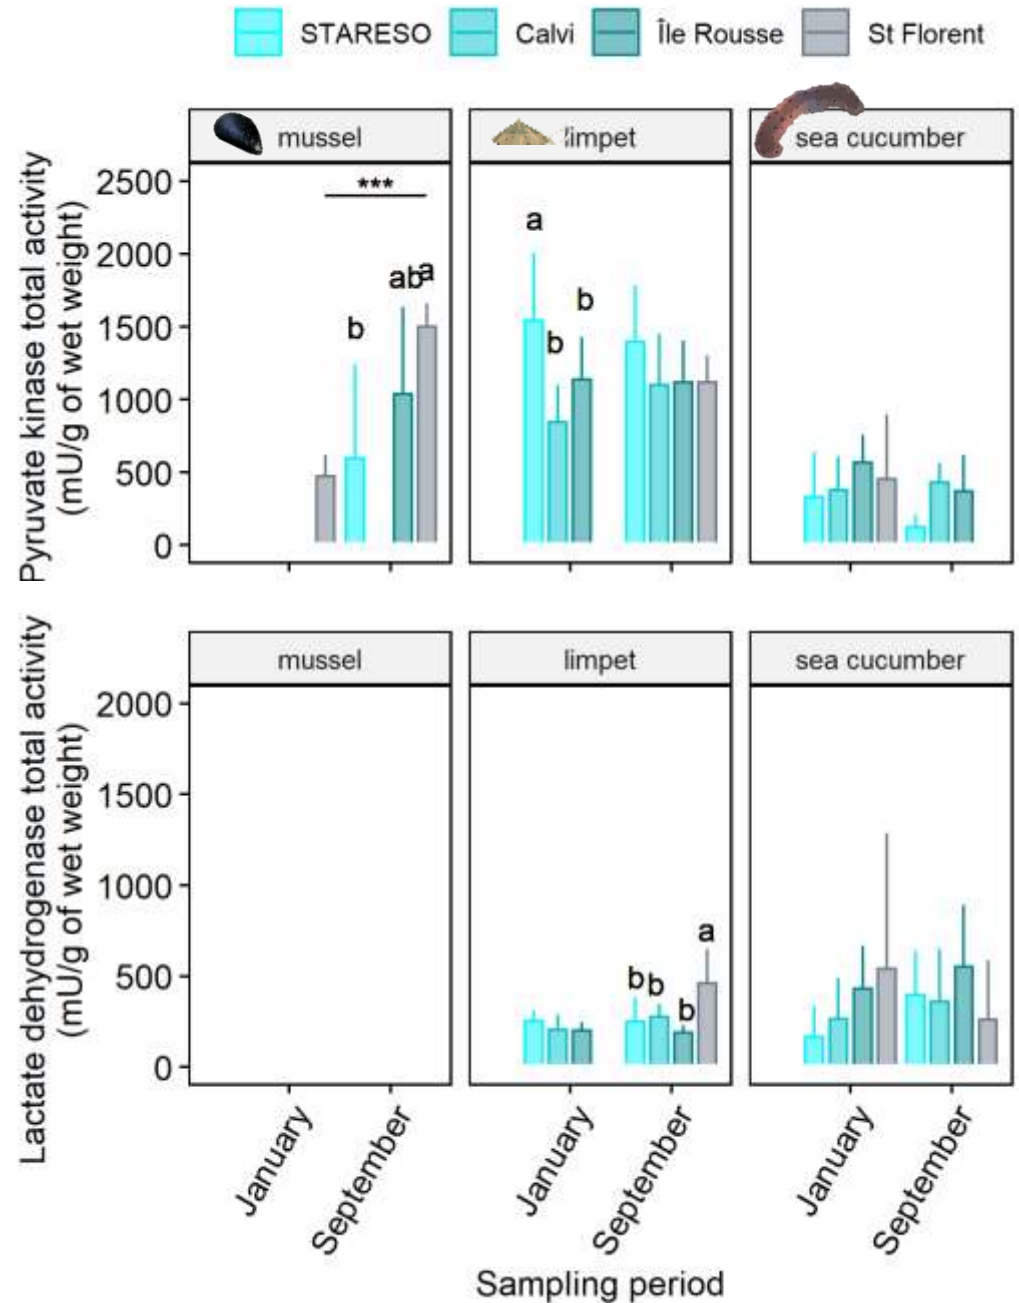 STARESO Calvi Île Rousse St Florent
mussel limpet sea cucumber
Pyruvate kinase total activity
(mU/g of wet weight)
2500
2000
1500
1000
500
0
***
b ab a
a b b
mussel limpet sea cucumber
Lactate dehydrogenase total activity
(mU/g of wet weight)
2000
1500
1000
500
0
b b b a
January September January September January September
Sampling period